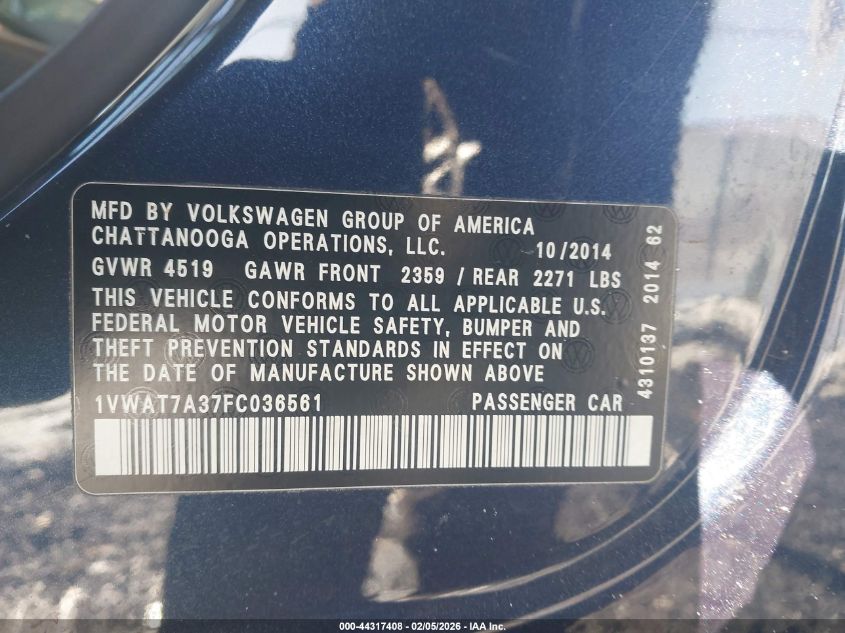 MFD BY VOLKSWAGEN GROUP OF AMERICA
CHATTANOOGA OPERATIONS, LLC. 10/2014
GVWR 4519 GAWR FRONT 2359 / REAR 2271 LBS
THIS VEHICLE CONFORMS TO ALL APPLICABLE U.S.
FEDERAL MOTOR VEHICLE SAFETY, BUMPER AND
THEFT PREVENTION STANDARDS IN EFFECT ON
THE DATE OF MANUFACTURE SHOWN ABOVE
1VWAT7A37FC036561 PASSENGER CAR
4310137 2014 62
000-44317408 - 02/05/2026 - IAA Inc.